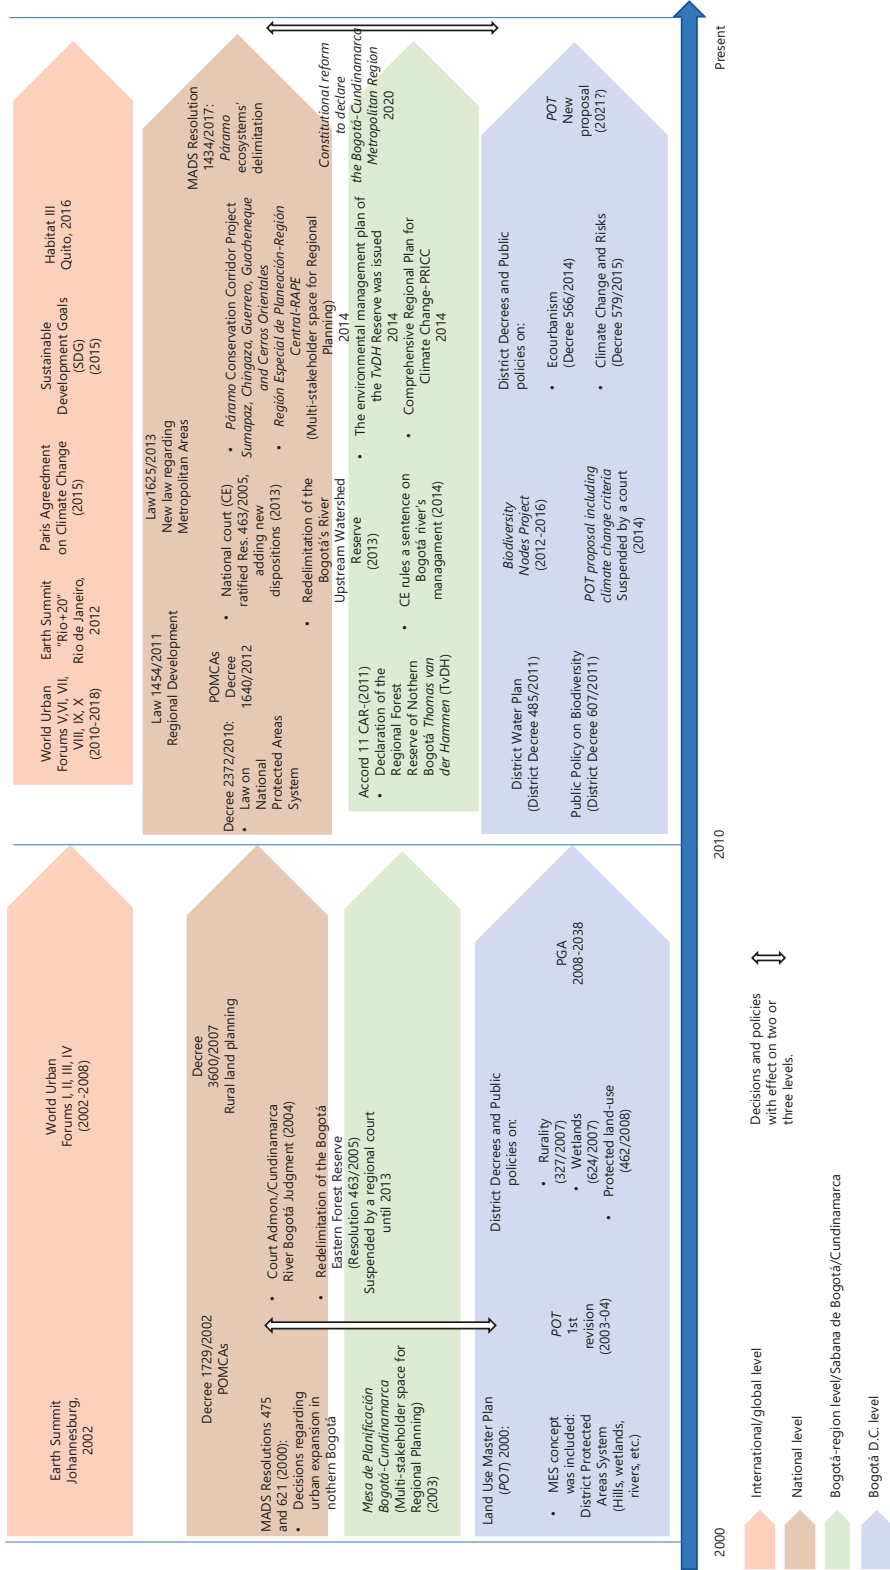 Earth Summit
Johannesburg,
2002
World Urban
Forums I, II, III, IV
(2002-2008)
World Urban
Forums V,VI, VII,
VIII, IX, X
(2010-2018)
Earth Summit
"Rio+20"
Rio de Janeiro,
2012
Paris Agreedment
on Climate Change
(2015)
Sustainable
Development Goals
(SDG)
(2015)
Habitat III
Quito, 2016
Decree 1729/2002
POMCAs
MADS Resolutions 475
and 621 (2000):
• Decisions regarding
urban expansion in
nothern Bogotá
Decree
3600/2007
Rural land planning
• Court Admon./Cundinamarca
River Bogotá Judgment (2004)
• Redelimitation of the Bogotá
Eastern Forest Reserve
(Resolution 463/2005)
Suspended by a regional court
until 2013
Law 1454/2011
Regional Development
Decree 2372/2010:
• Law on
National
Protected Areas
System
POMCAs
Decree
1640/2012
Law1625/2013
New law regarding
Metropolitan Areas
• National court (CE)
ratified Res. 463/2005,
adding new
dispositions (2013)
• Redelimitation of the
Bogotá's River
Upstream Watershed
Reserve
(2013)
• Páramo Conservation Corridor Project
Sumapaz, Chingaza, Guerrero, Guacheneque
and Cerros Orientales
• Región Especial de Planeación-Región
Central-RAPE
(Multi-stakeholder space for Regional
Planning)
2014
MADS Resolution
1434/2017:
Páramo
ecosystems'
delimitation
Constitutional reform
to declare
the Bogotá-Cundinamarca
Metropolitan Region
2020
Mesa de Planificación
Bogotá-Cundinamarca
(Multi-stakeholder space for
Regional Planning)
(2003)
Accord 11 CAR-(2011)
• Declaration of the
Regional Forest
Reserve of Nothern
Bogotá Thomas van
der Hammen (TvDH)
• CE rules a sentence on
Bogotá river's
managament (2014)
• The environmental management plan of
the TvDH Reserve was issued
2014
• Comprehensive Regional Plan for
Climate Change-PRICC
2014
Land Use Master Plan
(POT) 2000:
• MES concept
was included:
District Protected
Areas System
(Hills, wetlands,
rivers, etc.)
POT
1st
revision
(2003-04)
District Decrees and Public
policies on:
• Rurality
(327/2007)
• Wetlands
(624/2007)
• Protected land-use
(462/2008)
PGA
2008-2038
District Water Plan
(District Decree 485/2011)
Public Policy on Biodiversity
(District Decree 607/2011)
Biodiversity
Nodes Project
(2012-2016)
POT proposal including
climate change criteria
Suspended by a court
(2014)
District Decrees and Public
policies on:
• Ecourbanism
(Decree 566/2014)
• Climate Change and Risks
(Decree 579/2015)
POT
New
proposal
(2021?)
2000
2010
Present
International/global level
National level
Bogotá-region level/Sabana de Bogotá/Cundinamarca
Bogotá D.C. level
Decisions and policies
with effect on two or
three levels.